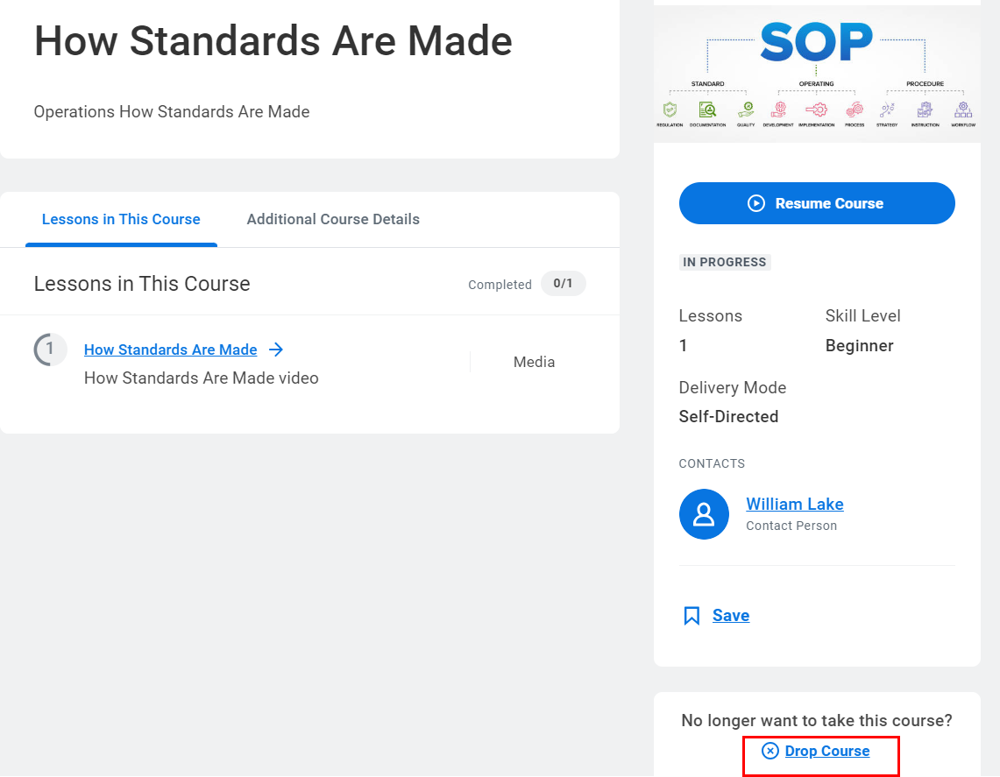 How Standards Are Made
Operations How Standards Are Made
Lessons in This Course
Additional Course Details
Lessons in This Course
Completed 0/1
1
How Standards Are Made
How Standards Are Made video
Media
SOP
STANDARD OPERATING PROCEDURE
REGULATION DOCUMENTATION QUALITY DEVELOPMENT IMPLEMENTATION PROCESS STRATEGY INSTRUCTION WORKFLOW
Resume Course
IN PROGRESS
Lessons
1
Skill Level
Beginner
Delivery Mode
Self-Directed
CONTACTS
William Lake
Contact Person
Save
No longer want to take this course?
Drop Course